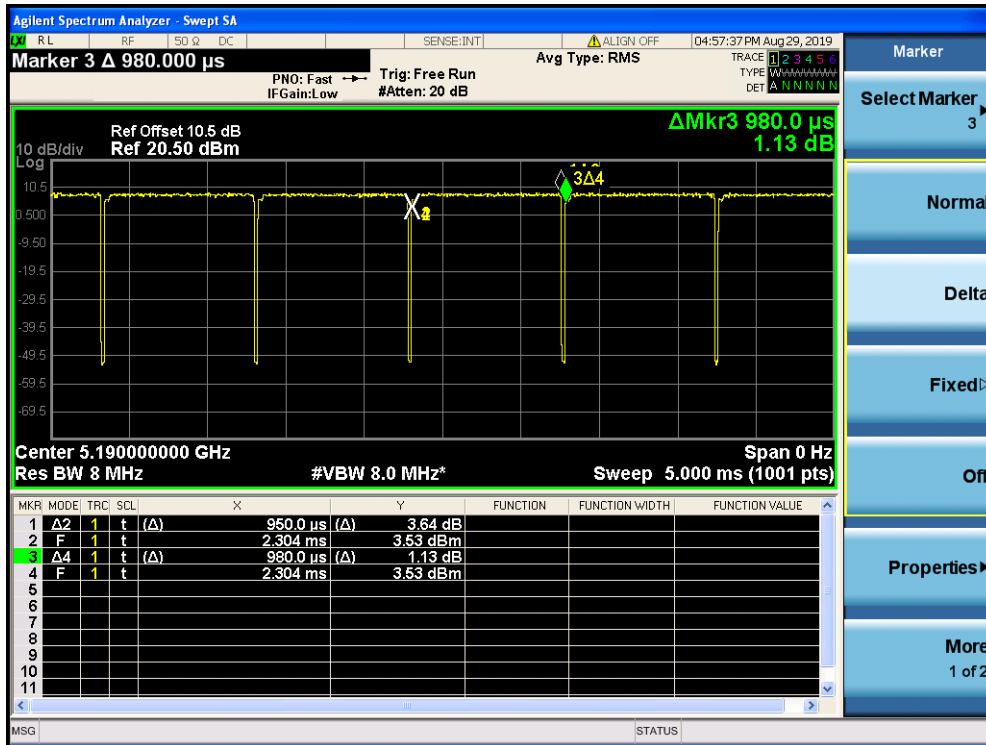 Agilent Spectrum Analyzer - Swept SA
LXI RL RF 50 Ω DC SENSE:INT ALIGN OFF 04:57:37 PM Aug 29, 2019
Marker 3 Δ 980.000 µs
PNO: Fast
IFGain:Low
Trig: Free Run
#Atten: 20 dB
Avg Type: RMS
TRACE 1 2 3 4 5 6
TYPE
DET A N N N N N
Marker
Select Marker
3
Normal
Delta
Fixed
Off
Properties
More
1 of 2
ΔMkr3 980.0 µs
1.13 dB
Ref Offset 10.5 dB
Ref 20.50 dBm
10 dB/div
Log
10.5
0.500
-9.50
-19.5
-29.5
-39.5
-49.5
-59.5
-69.5
3Δ4
Center 5.190000000 GHz
Span 0 Hz
Res BW 8 MHz
#VBW 8.0 MHz*
Sweep 5.000 ms (1001 pts)
MKR MODE TRC SCL X Y FUNCTION FUNCTION WIDTH FUNCTION VALUE
1 Δ2 1 t (Δ) 950.0 µs (Δ) 3.64 dB
2 F 1 t 2.304 ms 3.53 dBm
3 Δ4 1 t (Δ) 980.0 µs (Δ) 1.13 dB
4 F 1 t 2.304 ms 3.53 dBm
5
6
7
8
9
10
11
MSG
STATUS